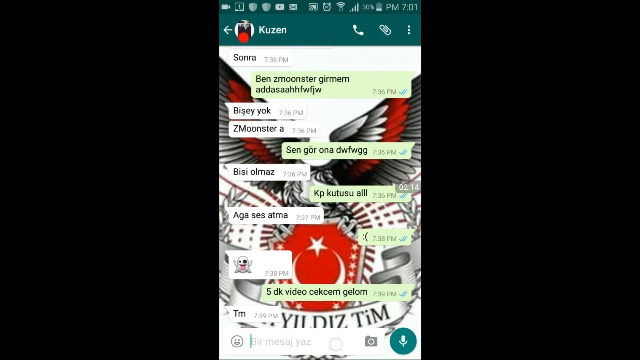 30% PM 7:01
Kuzen
Sonra 7:36 PM
Ben zmoonster girmem
addasaahhfwfjw 7:36 PM
Bişey yok 7:36 PM
ZMoonster a 7:36 PM
Sen gör ona dwfwgg 7:36 PM
Bisi olmaz 7:36 PM
02:14
Kp kutusu alll 7:36 PM
Aga ses atma 7:37 PM
:( 7:38 PM
7:38 PM
5 dk video cekcem gelom 7:39 PM
Tm 7:39 PM
YILDIZ TİM
Bir mesaj yaz